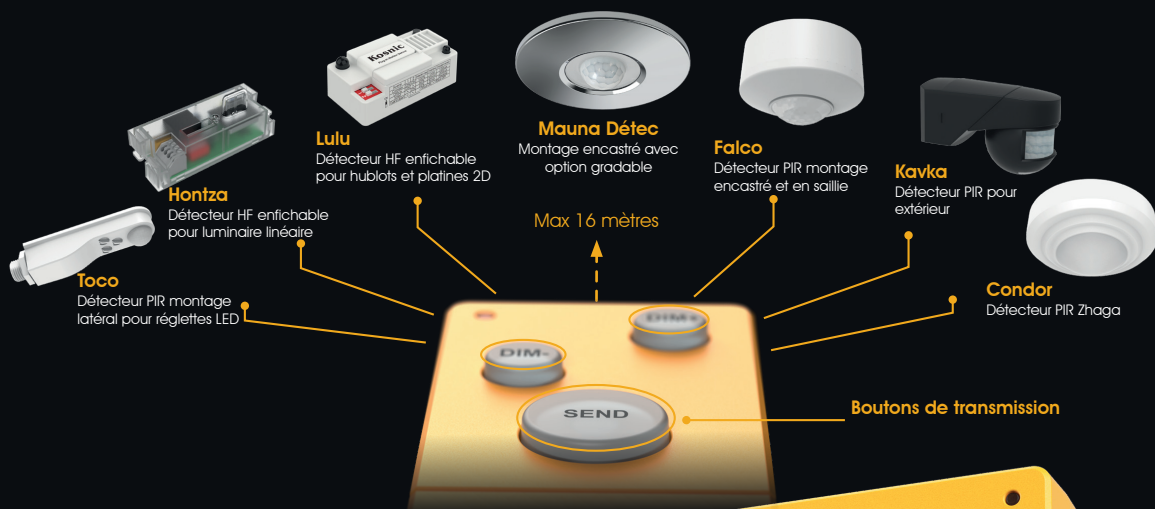 Kosnic
Lulu
Détecteur HF enfichable
pour hublots et platines 2D
Mauna Détec
Montage encastré avec
option gradable
Falco
Détecteur PIR montage
encastré et en saillie
Kavka
Détecteur PIR pour
extérieur
Hontza
Détecteur HF enfichable
pour luminaire linéaire
Toco
Détecteur PIR montage
latéral pour réglettes LED
Condor
Détecteur PIR Zhaga
Max 16 mètres
DIM+
DIM-
SEND
Boutons de transmission